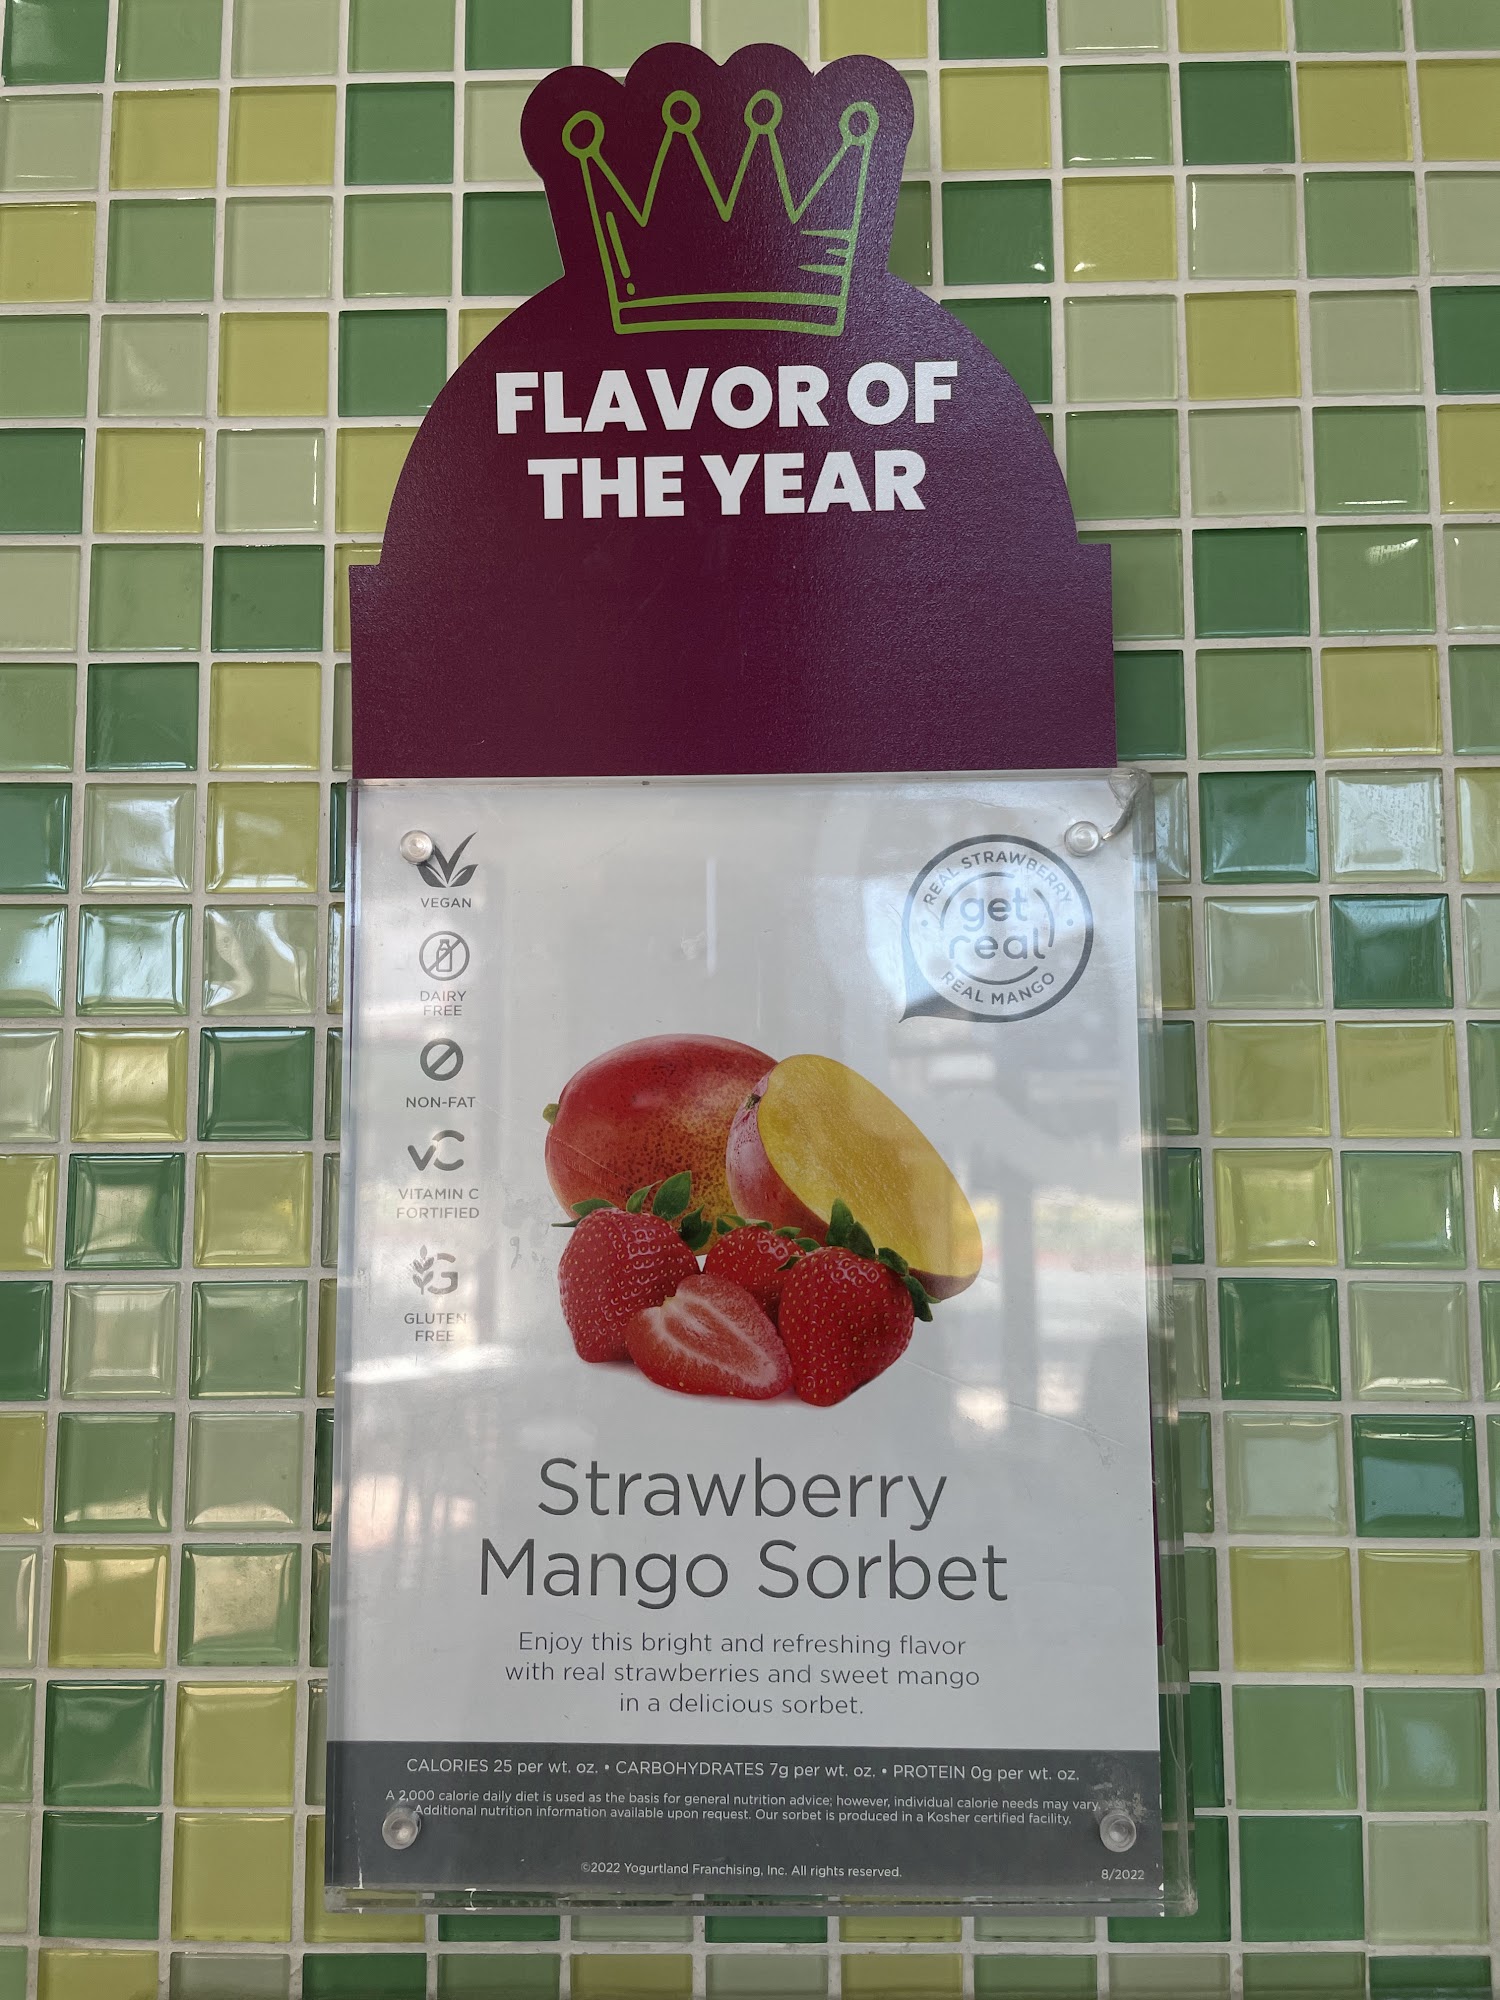 FLAVOR OF
THE YEAR
VEGAN
DAIRY
FREE
NON-FAT
VC
VITAMIN C
FORTIFIED
G
GLUTEN
FREE
REAL STRAWBERRY
get
real
REAL MANGO
Strawberry
Mango Sorbet
Enjoy this bright and refreshing flavor
with real strawberries and sweet mango
in a delicious sorbet.
CALORIES 25 per wt. oz. • CARBOHYDRATES 7g per wt. oz. • PROTEIN 0g per wt. oz.
A 2,000 calorie daily diet is used as the basis for general nutrition advice; however, individual calorie needs may vary.
Additional nutrition information available upon request. Our sorbet is produced in a Kosher certified facility.
©2022 Yogurtland Franchising, Inc. All rights reserved.
8/2022